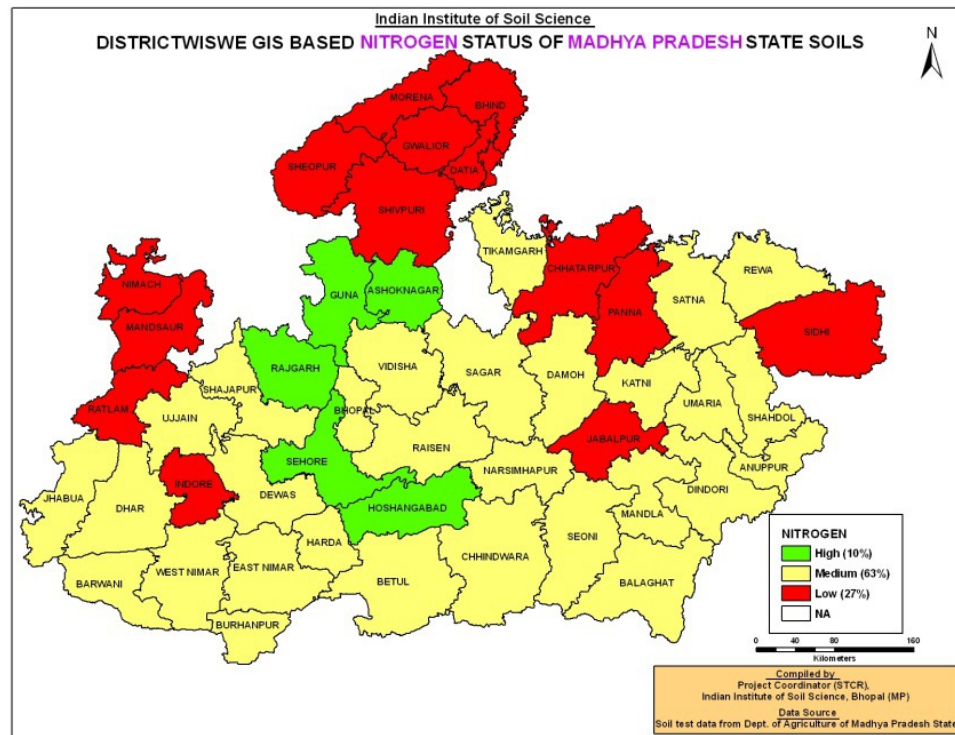 Indian Institute of Soil Science
DISTRICTWISWE GIS BASED NITROGEN STATUS OF MADHYA PRADESH STATE SOILS
N
MORENA
BHIND
GWALIOR
SHEOPUR
DATIA
SHIVPURI
TIKAMGARH
CHHATARPUR
REWA
NIMACH
GUNA
ASHOKNAGAR
SATNA
PANNA
MANDSAUR
SIDHI
RAJGARH
VIDISHA
SAGAR
DAMOH
KATNI
SHAJAPUR
RATLAM
UJJAIN
BHOPAL
UMARIA
SHAHDOL
JABALPUR
RAISEN
SEHORE
NARSIMHAPUR
ANUPPUR
JHABUA
INDORE
DEWAS
DINDORI
DHAR
HOSHANGABAD
MANDLA
SEONI
HARDA
CHHINDWARA
WEST NIMAR
EAST NIMAR
BARWANI
BETUL
BALAGHAT
BURHANPUR
NITROGEN
High (10%)
Medium (63%)
Low (27%)
NA
0 20 40 80 120 160
Kilometers
Compiled by
Project Coordinator (STCR),
Indian Institute of Soil Science, Bhopal (MP)
Data Source
Soil test data from Dept. of Agriculture of Madhya Pradesh State